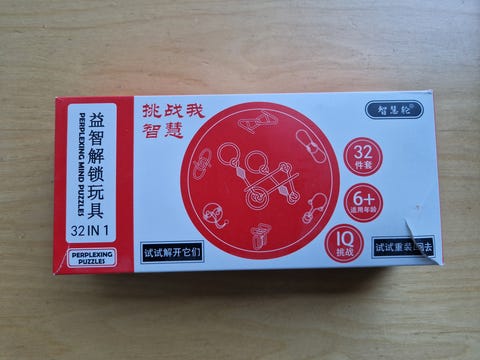 益智解锁玩具
PERPLEXING MIND PUZZLES
32 IN 1
PERPLEXING
PUZZLES
挑战我
智慧
试试解开它们
智慧轮®
32
件套
6+
适用年龄
IQ
挑战
试试重装回去